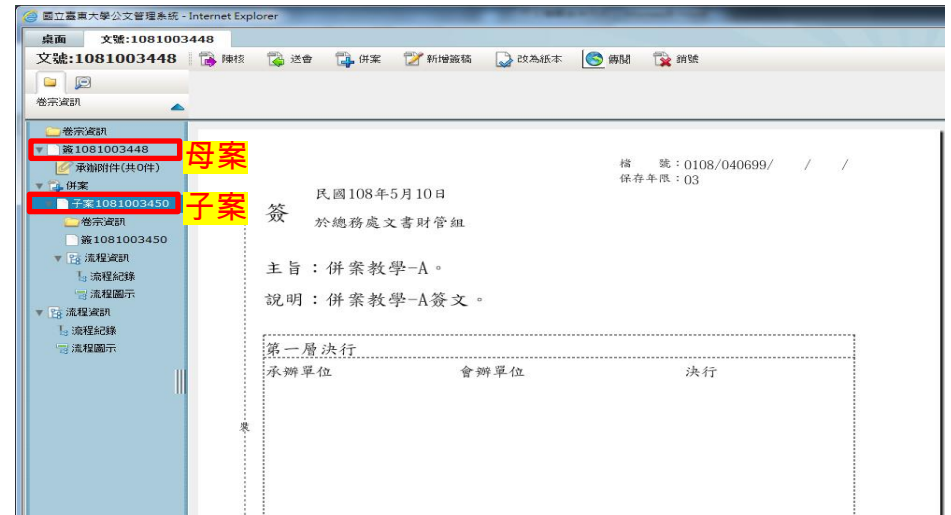 國立臺東大學公文管理系統 - Internet Explorer
桌面 文號:1081003448
文號:1081003448 陳核 送會 併案 新增簽稿 改為紙本 傳閱 銷號
卷宗資訊
卷宗資訊
簽1081003448 母案
承辦附件(共0件)
併案
子案1081003450 子案
卷宗資訊
簽1081003450
流程資訊
流程紀錄
流程圖示
流程資訊
流程紀錄
流程圖示
檔 號：0108/040699/ / /
保存年限：03
民國108年5月10日
簽 於總務處文書財管組
主旨：併案教學-A。
說明：併案教學-A簽文。
第一層決行
承辦單位 會辦單位 決行
裝